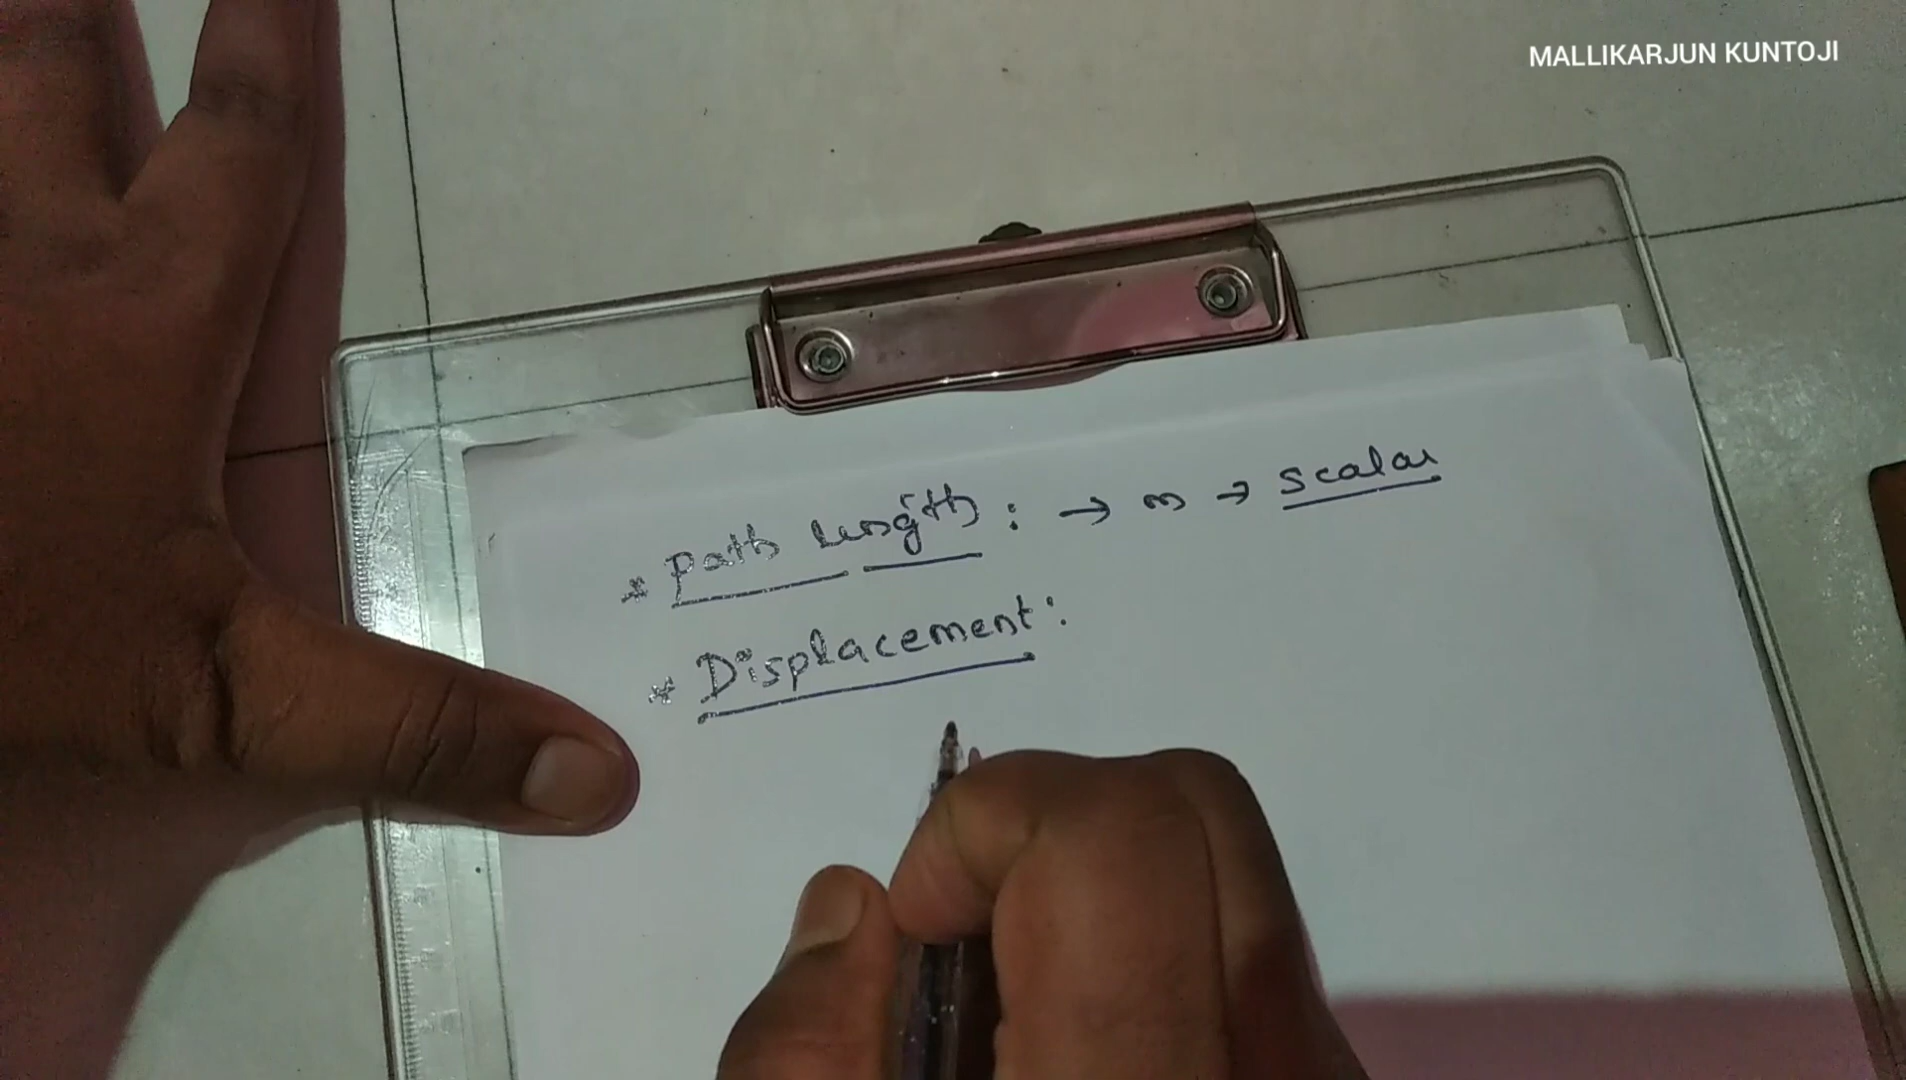 MALLIKARJUN KUNTOJI
* Path length : → m → scalar
* Displacement :